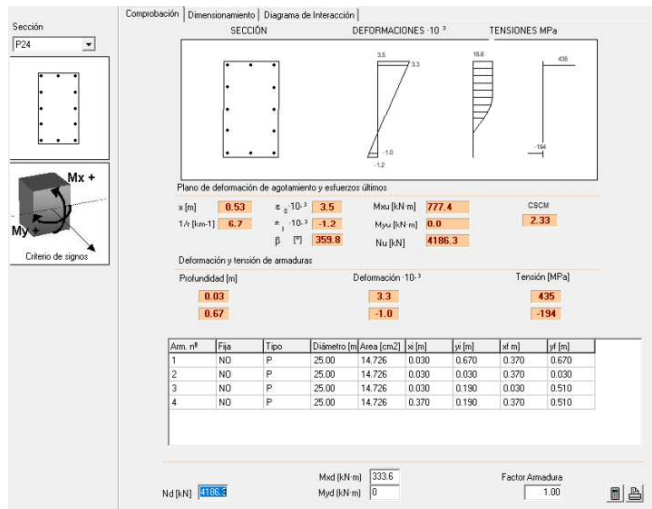 Comprobación Dimensionamiento Diagrama de Interacción
Sección
P24
SECCIÓN DEFORMACIONES ·10 ³ TENSIONES MPa
3.5
3.3
-1.0
-1.2
16.6
435
-194
Mx +
My +
Criterio de signos
Plano de deformación de agotamiento y esfuerzos últimos
x [m] 0.53 ε s ·10-³ 3.5 Mxu [kN·m] 777.4 CSCM
1/r [km-1] 6.7 ε i ·10-³ -1.2 Myu [kN·m] 0.0 2.33
β [º] 359.8 Nu [kN] 4186.3
Deformación y tensión de armaduras
Profundidad [m] Deformación ·10-³ Tensión [MPa]
0.03 3.3 435
0.67 -1.0 -194
Arm. nº Fija Tipo Diámetro [m Area [cm2] xi [m] yi [m] xf m] yf [m]
1 NO P 25.00 14.726 0.030 0.670 0.370 0.670
2 NO P 25.00 14.726 0.030 0.030 0.370 0.030
3 NO P 25.00 14.726 0.030 0.190 0.030 0.510
4 NO P 25.00 14.726 0.370 0.190 0.370 0.510
Nd [kN] 4186.3 Mxd [kN·m] 333.6 Factor Armadura
Myd [kN·m] 0 1.00